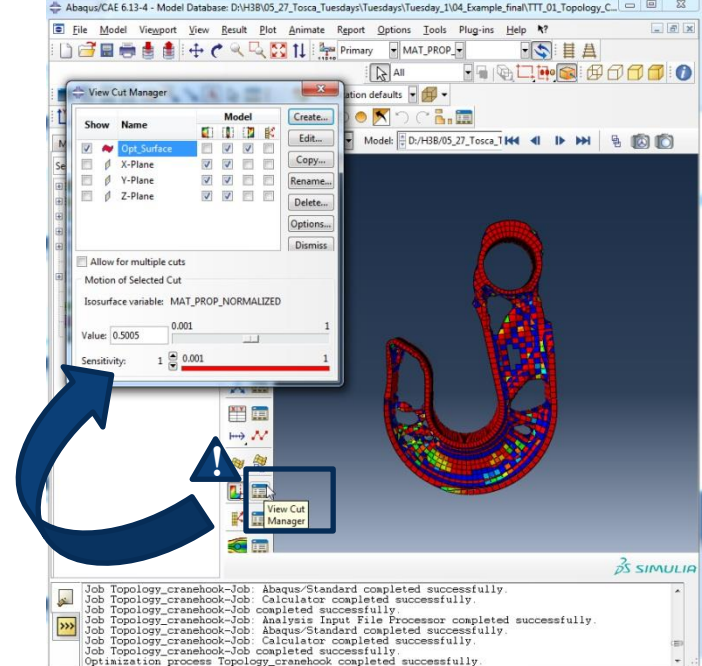 Abaqus/CAE 6.13-4 - Model Database: D:\H3B\05_27_Tosca_Tuesdays\Tuesdays\Tuesday_1\04_Example_final\TTT_01_Topology_C...
File Model Viewport View Result Plot Animate Report Options Tools Plug-ins Help
Primary MAT_PROP_
All
ation defaults
Model: D:/H3B/05_27_Tosca_T
View Cut Manager
Show Name Model
Opt_Surface
X-Plane
Y-Plane
Z-Plane
Create...
Edit...
Copy...
Rename...
Delete...
Options...
Dismiss
Allow for multiple cuts
Motion of Selected Cut
Isosurface variable: MAT_PROP_NORMALIZED
Value: 0.5005 0.001 1
Sensitivity: 1 0.001 1
!
View Cut
Manager
SIMULIA
Job Topology_cranehook-Job: Abaqus/Standard completed successfully.
Job Topology_cranehook-Job: Calculator completed successfully.
Job Topology_cranehook-Job completed successfully.
Job Topology_cranehook-Job: Analysis Input File Processor completed successfully.
Job Topology_cranehook-Job: Abaqus/Standard completed successfully.
Job Topology_cranehook-Job: Calculator completed successfully.
Job Topology_cranehook-Job completed successfully.
Optimization process Topology_cranehook completed successfully.
>>>